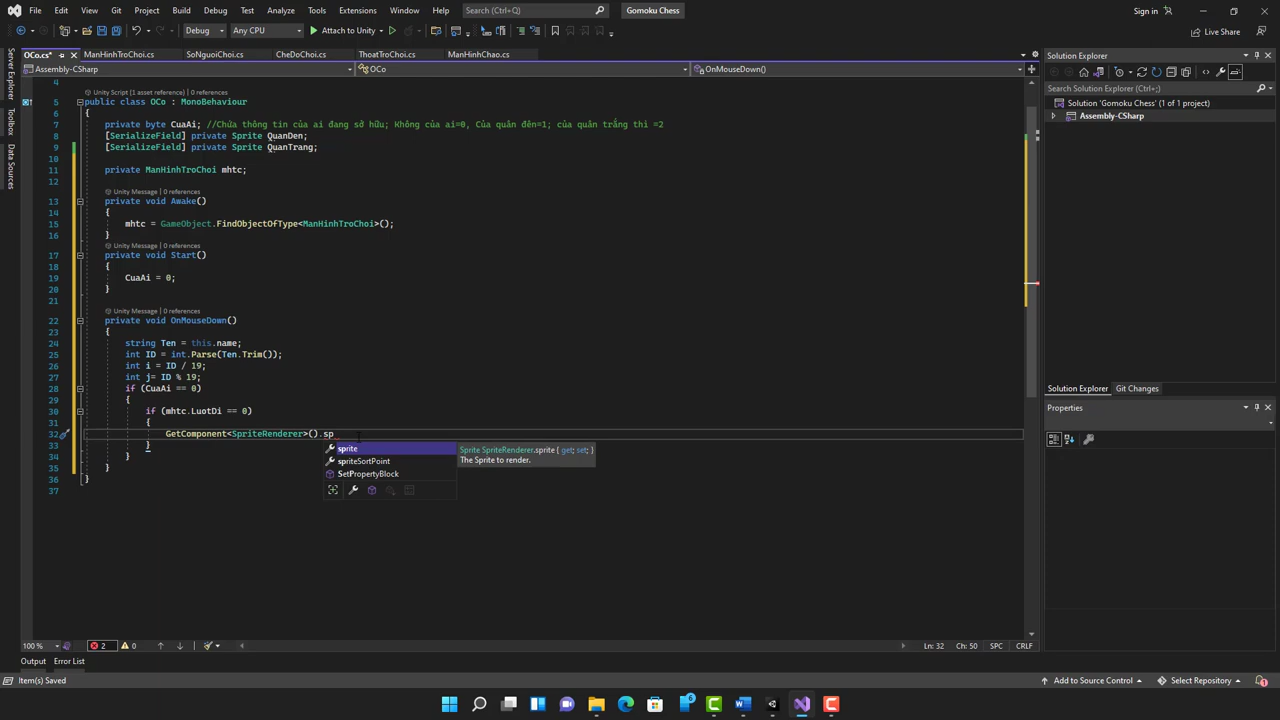 File Edit View Git Project Build Debug Test Analyze Tools Extensions Window Help Search (Ctrl+Q) Gomoku Chess Sign in
Debug Any CPU Attach to Unity Live Share
OCo.cs* ManHinhTroChoi.cs SoNguoiChoi.cs CheDoChoi.cs ThoatTroChoi.cs ManHinhChao.cs
Assembly-CSharp OCo OnMouseDown()
Server Explorer
Toolbox
Data Sources
4
Unity Script (1 asset reference) | 0 references
5 public class OCo : MonoBehaviour
6 {
7 private byte CuaAi; //Chứa thông tin của ai đang sở hữu; Không của ai=0, Của quân đên=1; của quân trắng thì =2
8 [SerializeField] private Sprite QuanDen;
9 [SerializeField] private Sprite QuanTrang;
10
11 private ManHinhTroChoi mhtc;
12
Unity Message | 0 references
13 private void Awake()
14 {
15 mhtc = GameObject.FindObjectOfType<ManHinhTroChoi>();
16 }
Unity Message | 0 references
17 private void Start()
18 {
19 CuaAi = 0;
20 }
21
Unity Message | 0 references
22 private void OnMouseDown()
23 {
24 string Ten = this.name;
25 int ID = int.Parse(Ten.Trim());
26 int i = ID / 19;
27 int j= ID % 19;
28 if (CuaAi == 0)
29 {
30 if (mhtc.LuotDi == 0)
31 {
32 GetComponent<SpriteRenderer>().sp
33 }
34 }
35 }
36 }
37
sprite
spriteSortPoint
SetPropertyBlock
Sprite SpriteRenderer.sprite { get; set; }
The Sprite to render.
Solution Explorer
Search Solution Explorer (Ctrl+;)
Solution 'Gomoku Chess' (1 of 1 project)
Assembly-CSharp
Solution Explorer Git Changes
Properties
100 % 2 0 Ln: 32 Ch: 50 SPC CRLF
Output Error List
Item(s) Saved Add to Source Control Select Repository 1
6